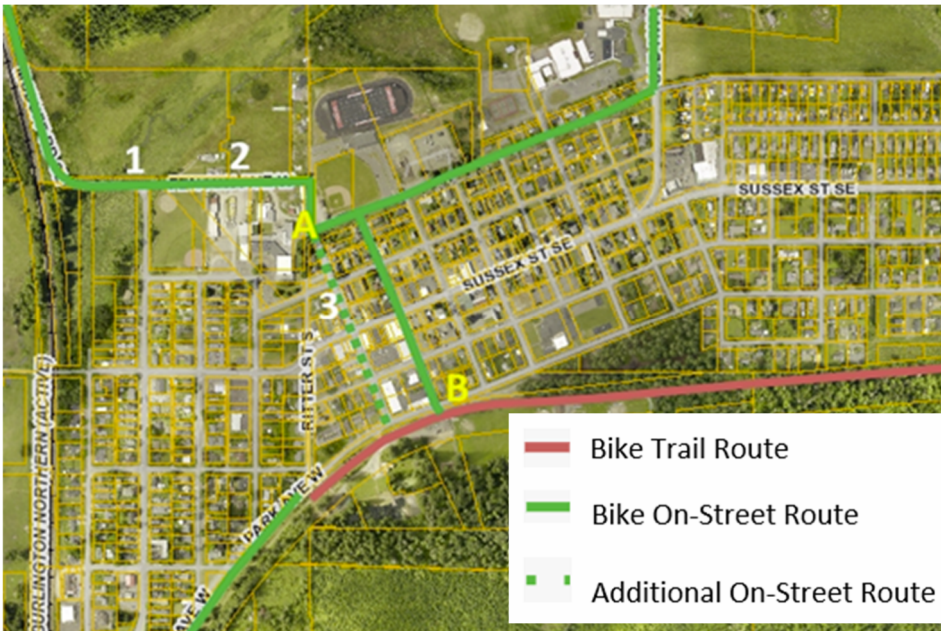 1
2
A
SUSSEX ST SE
SUSSEX ST SE
3
RITTER ST S
B
BURLINGTON NORTHERN (ACTIVE)
PARK AVE W
AVE W
Bike Trail Route
Bike On-Street Route
Additional On-Street Route